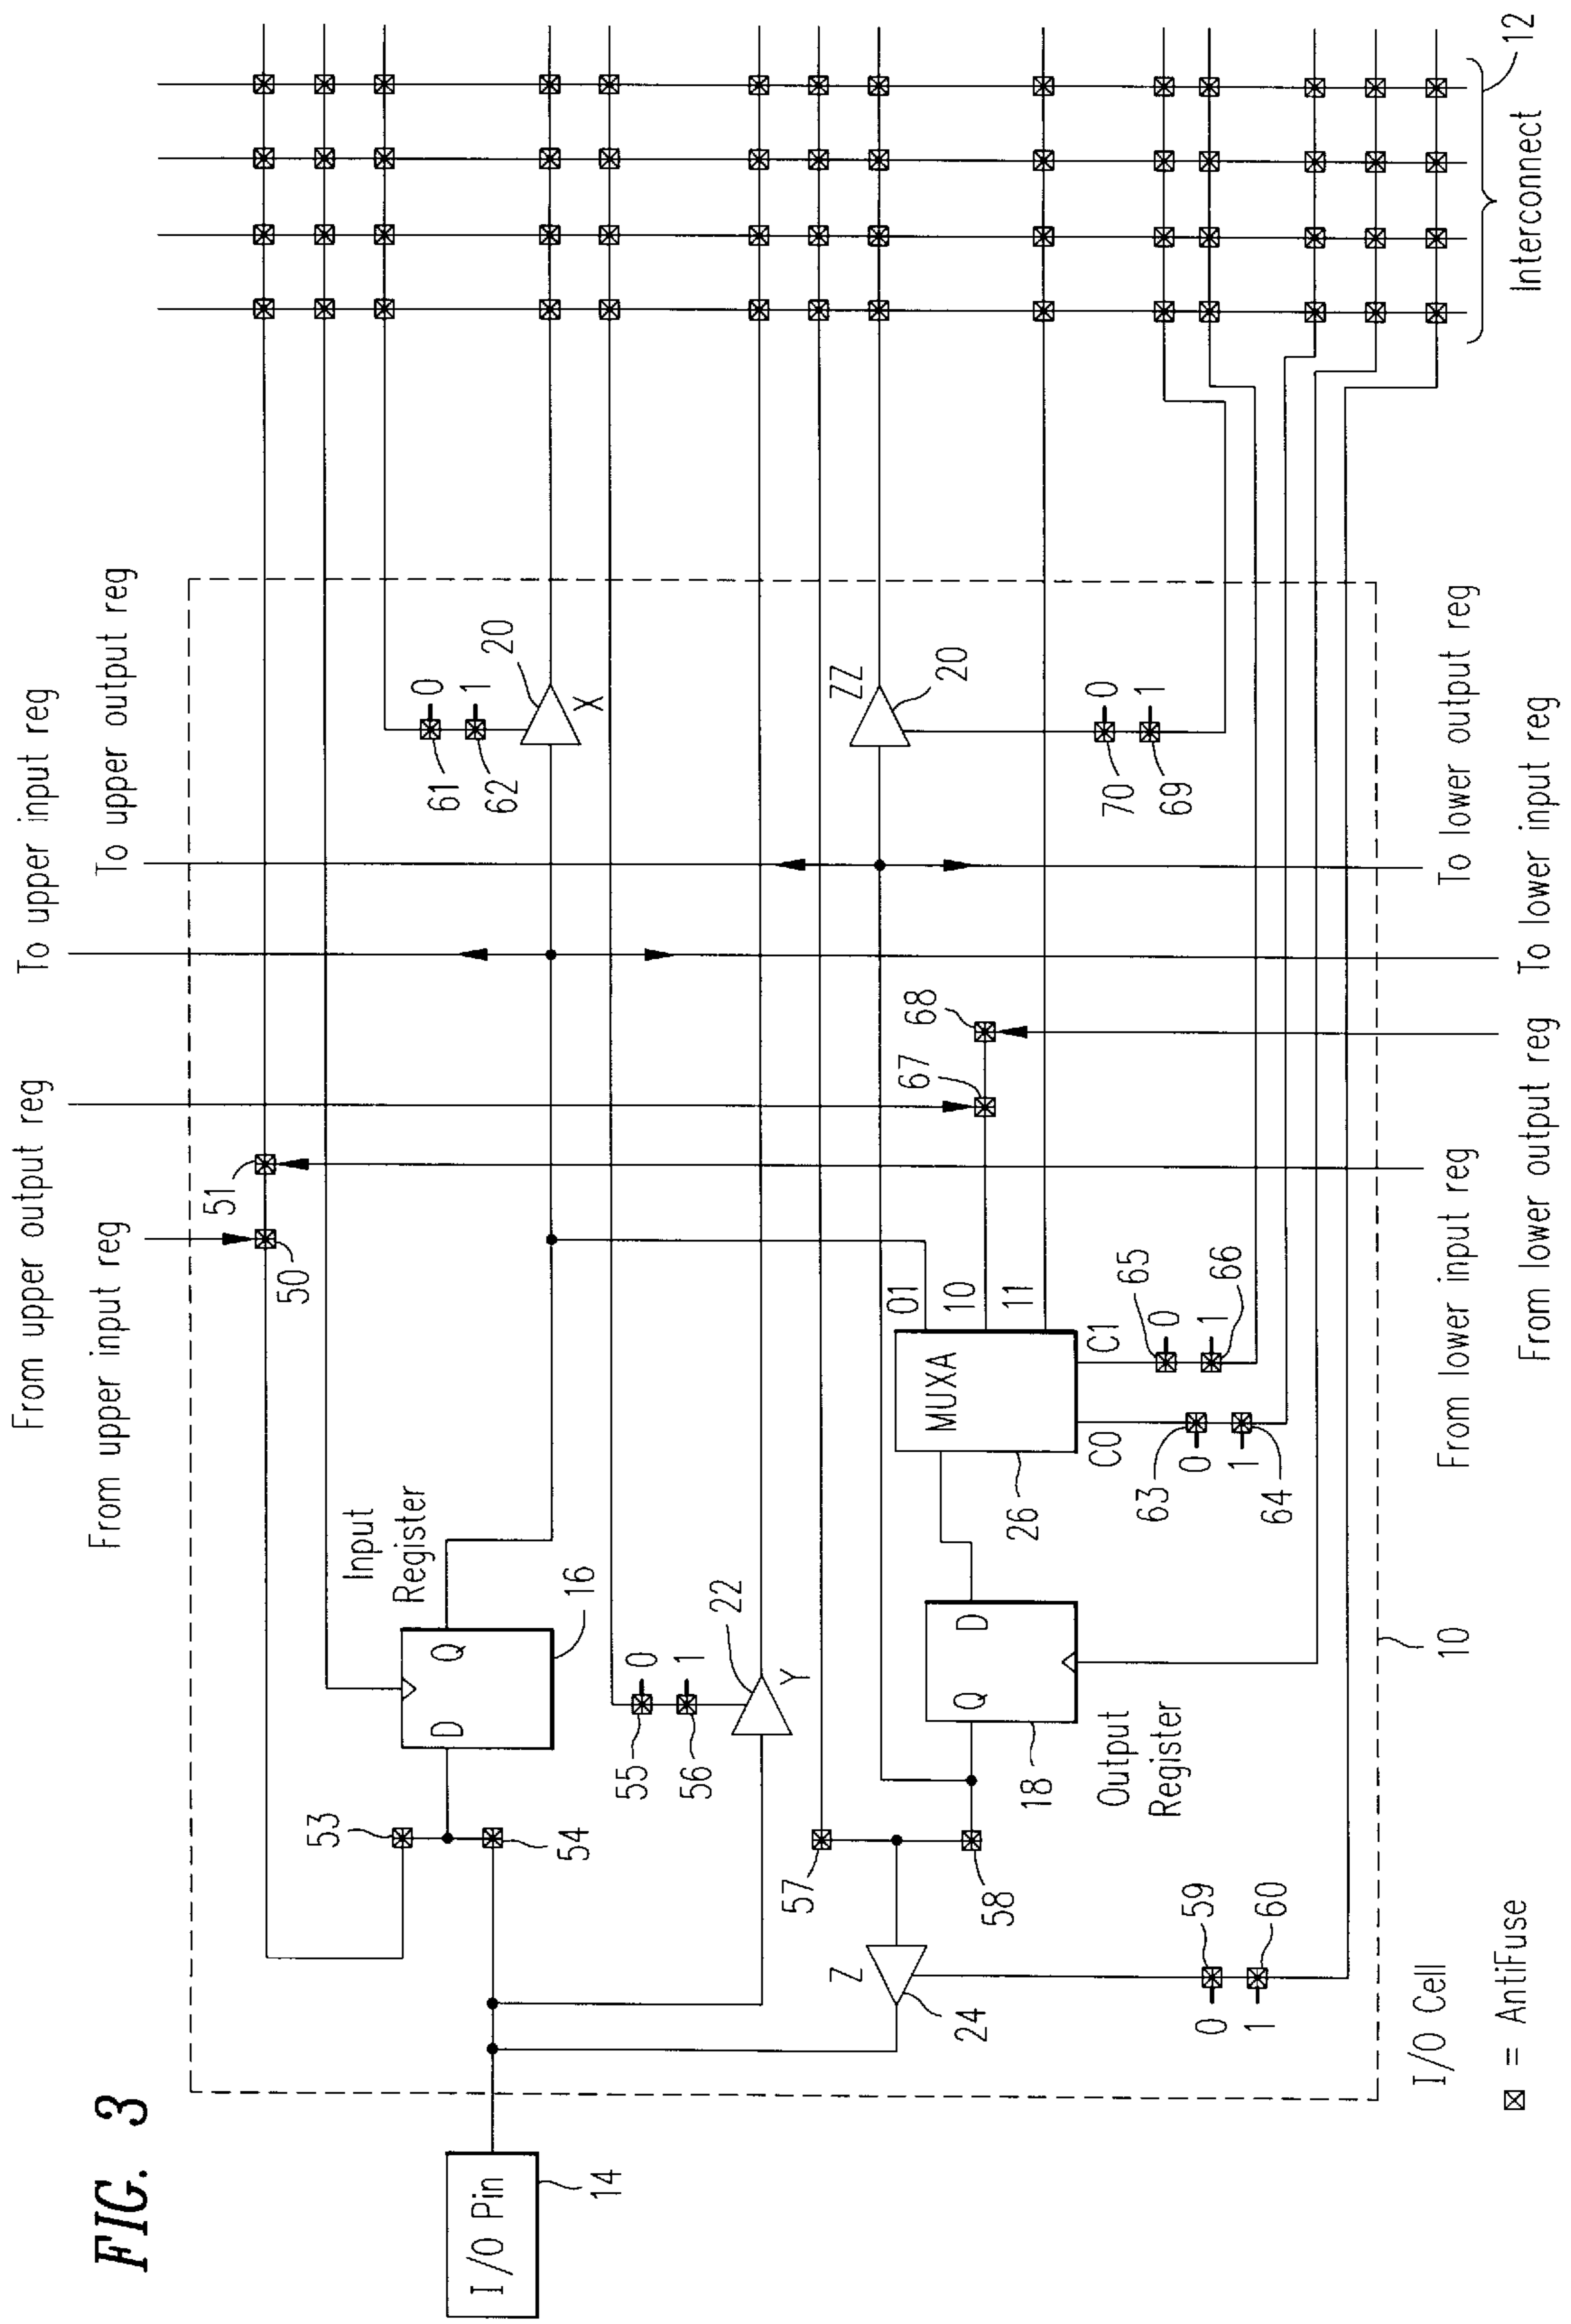 FIG. 3
From upper output reg
To upper input reg
From upper input reg
To upper output reg
51
50
53
Input
Register
D
Q
61
0
62
1
20
I/O Pin
14
54
16
X
55
0
56
1
22
Y
57
Z
ZZ
20
01
67
68
MUXA
10
11
24
58
Q
D
18
26
C0
C1
Output
Register
65
0
66
1
63
0
64
1
70
0
69
1
59
0
60
1
10
I/O Cell
From lower input reg
To lower output reg
= AntiFuse
From lower output reg
To lower input reg
Interconnect
12